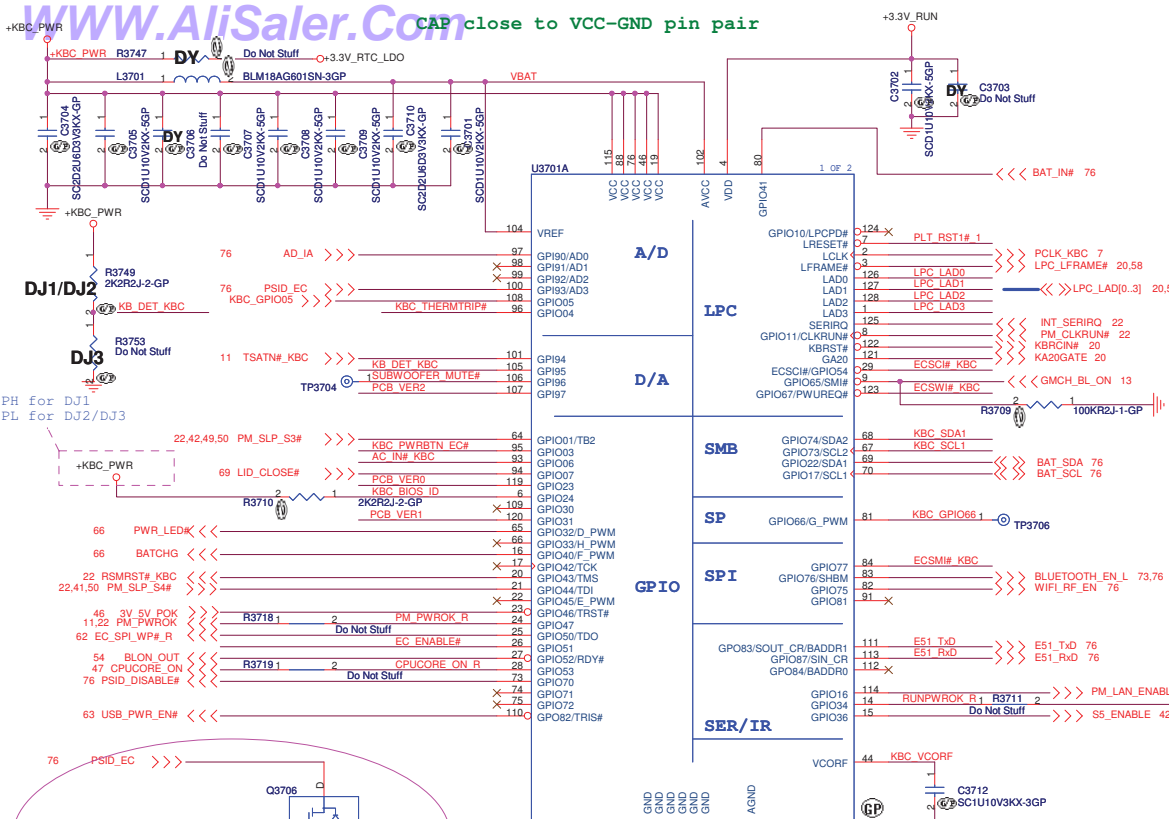 WWW.AliSaler.Com
CAP close to VCC-GND pin pair
+KBC_PWR
+3.3V_RUN
+KBC_PWR R3747 1 DY 2 Do Not Stuff +3.3V_RTC_LDO
L3701 1 2 BLM18AG601SN-3GP VBAT
C3704 SC2D2U6D3V3KX-GP
C3705 SCD1U10V2KX-5GP
DY C3706 Do Not Stuff
C3707 SCD1U10V2KX-5GP
C3708 SCD1U10V2KX-5GP
C3709 SCD1U10V2KX-5GP
C3710 SC2D2U6D3V3KX-GP
C3701 SCD1U10V2KX-5GP
C3702 SCD1U10V2KX-5GP
DY C3703 Do Not Stuff
U3701A
1 OF 2
115 VCC
88 VCC
76 VCC
46 VCC
19 VCC
102 AVCC
4 VDD
80 GPIO41
BAT_IN# 76
+KBC_PWR
R3749
2K2R2J-2-GP
DJ1/DJ2
KB_DET_KBC
R3753
Do Not Stuff
DJ3
PH for DJ1
PL for DJ2/DJ3
+KBC_PWR
104 VREF
76 AD_IA 97 GPI90/AD0
98 GPI91/AD1
99 GPI92/AD2
76 PSID_EC 100 GPI93/AD3
KBC_GPIO05 108 GPIO05
KBC_THERMTRIP# 96 GPIO04
11 TSATN#_KBC 101 GPI94
KB_DET_KBC 105 GPI95
TP3704 SUBWOOFER_MUTE# 106 GPI96
PCB_VER2 107 GPI97
22,42,49,50 PM_SLP_S3# 64 GPIO01/TB2
KBC_PWRBTN_EC# 95 GPIO03
AC_IN#_KBC 93 GPIO06
69 LID_CLOSE# 94 GPIO07
PCB_VER0 119 GPIO23
R3710 2 1 2K2R2J-2-GP KBC_BIOS_ID 6 GPIO24
109 GPIO30
PCB_VER1 120 GPIO31
66 PWR_LED# 65 GPIO32/D_PWM
66 GPIO33/H_PWM
66 BATCHG 16 GPIO40/F_PWM
17 GPIO42/TCK
22 RSMRST#_KBC 20 GPIO43/TMS
22,41,50 PM_SLP_S4# 21 GPIO44/TDI
22 GPIO45/E_PWM
46 3V_5V_POK 23 GPIO46/TRST#
11,22 PM_PWROK R3718 1 2 Do Not Stuff PM_PWROK_R 24 GPIO47
62 EC_SPI_WP#_R 25 GPIO50/TDO
EC_ENABLE# 26 GPIO51
54 BLON_OUT 27 GPIO52/RDY#
47 CPUCORE_ON R3719 1 2 Do Not Stuff CPUCORE_ON_R 28 GPIO53
76 PSID_DISABLE# 73 GPIO70
74 GPIO71
75 GPIO72
63 USB_PWR_EN# 110 GPO82/TRIS#
A/D
D/A
GPIO
LPC
SMB
SP
SPI
SER/IR
GPIO10/LPCPD# 124
LRESET# 7 PLT_RST1#_1
LCLK 2 PCLK_KBC 7
LFRAME# 3 LPC_LFRAME# 20,58
LAD0 126 LPC_LAD0
LAD1 127 LPC_LAD1 LPC_LAD[0..3]
LAD2 128 LPC_LAD2
LAD3 1 LPC_LAD3
SERIRQ 125 INT_SERIRQ 22
GPIO11/CLKRUN# 8 PM_CLKRUN# 22
KBRST# 122 KBRCIN# 20
GA20 121 KA20GATE 20
ECSCI#/GPIO54 29 ECSCI#_KBC
GPIO65/SMI# 9 GMCH_BL_ON 13
GPIO67/PWUREQ# 123 ECSWI#_KBC
R3709 2 1 100KR2J-1-GP
GPIO74/SDA2 68 KBC_SDA1
GPIO73/SCL2 67 KBC_SCL1
GPIO22/SDA1 69 BAT_SDA 76
GPIO17/SCL1 70 BAT_SCL 76
GPIO66/G_PWM 81 KBC_GPIO66 1 TP3706
GPIO77 84 ECSMI#_KBC
GPIO76/SHBM 83 BLUETOOTH_EN_L 73,76
GPIO75 82 WIFI_RF_EN 76
GPIO81 91
GPO83/SOUT_CR/BADDR1 111 E51_TxD E51_TxD 76
GPIO87/SIN_CR 113 E51_RxD E51_RxD 76
GPO84/BADDR0 112
GPIO16 114 PM_LAN_ENABL
GPIO34 14 RUNPWROK_R 1 R3711 2 Do Not Stuff
GPIO36 15 S5_ENABLE 42
VCORF 44 KBC_VCORF
C3712
SC1U10V3KX-3GP
GND GND GND GND GND GND AGND
GP
76 PSID_EC
Q3706
D